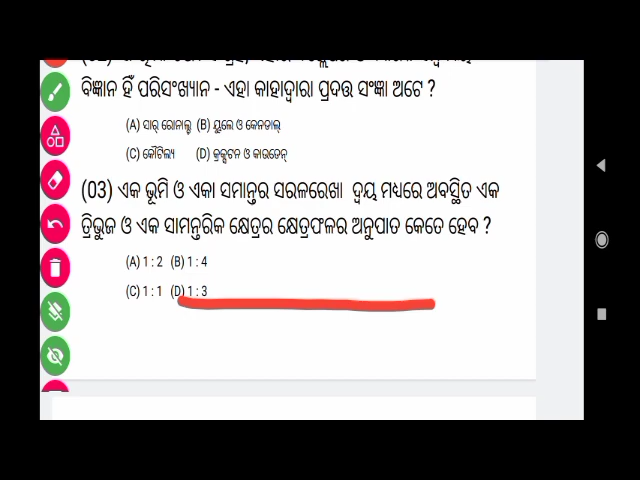 ବିଜ୍ଞାନ ହିଁ ପରିସଂଖ୍ୟାନ - ଏହା କାହାଦ୍ୱାରା ପ୍ରଦତ୍ତ ସଂଜ୍ଞା ଅଟେ ?
(A) ସାର୍ ରୋନାଲ୍ଡ (B) ୟୁଲେ ଓ କେନଡାଲ୍
(C) କୌଟିଲ୍ୟ (D) କ୍ରକ୍ସଟନ ଓ କାଉଡେନ୍
(03) ଏକ ଭୂମି ଓ ଏକା ସମାନ୍ତର ସରଳରେଖା ଦ୍ୱୟ ମଧ୍ୟରେ ଅବସ୍ଥିତ ଏକ
ତ୍ରିଭୁଜ ଓ ଏକ ସାମନ୍ତରିକ କ୍ଷେତ୍ରର କ୍ଷେତ୍ରଫଳର ଅନୁପାତ କେତେ ହେବ ?
(A) 1 : 2 (B) 1 : 4
(C) 1 : 1 (D) 1 : 3